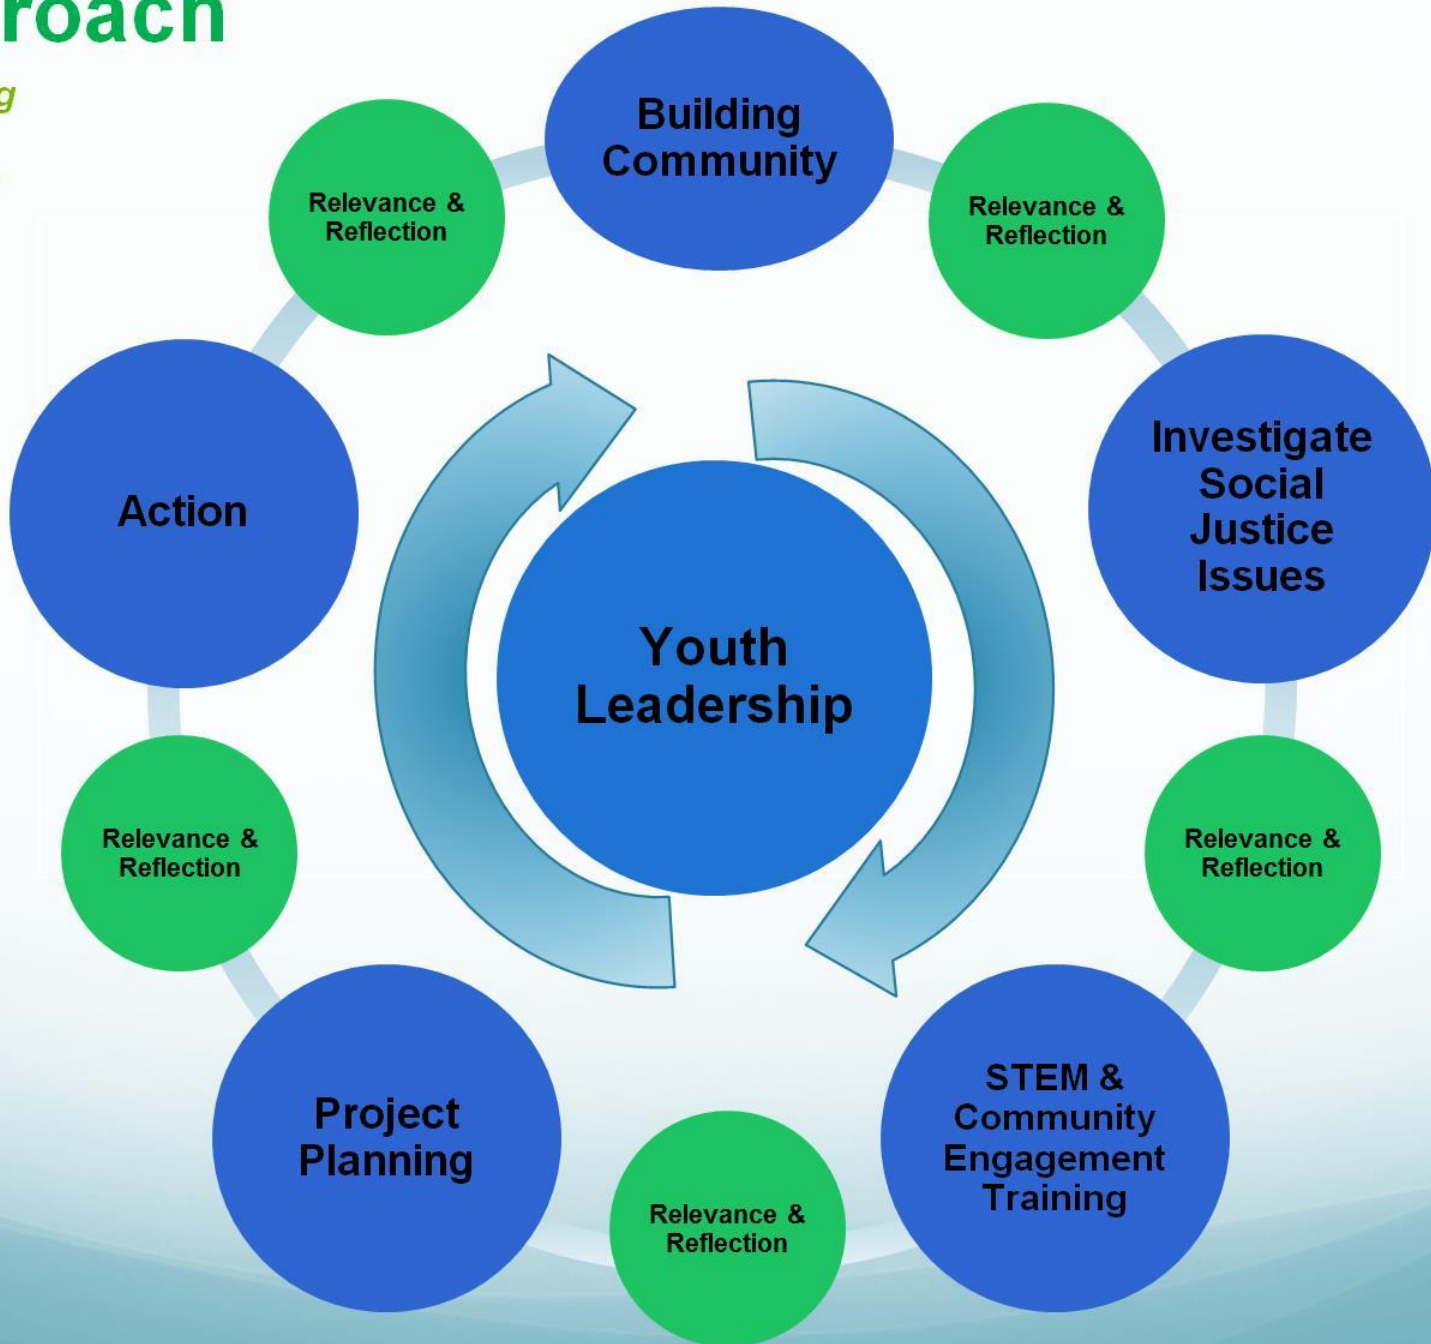 roach
g
Building
Community
Relevance &
Reflection
Relevance &
Reflection
Action
Investigate
Social
Justice
Issues
Youth
Leadership
Relevance &
Reflection
Relevance &
Reflection
Project
Planning
STEM &
Community
Engagement
Training
Relevance &
Reflection